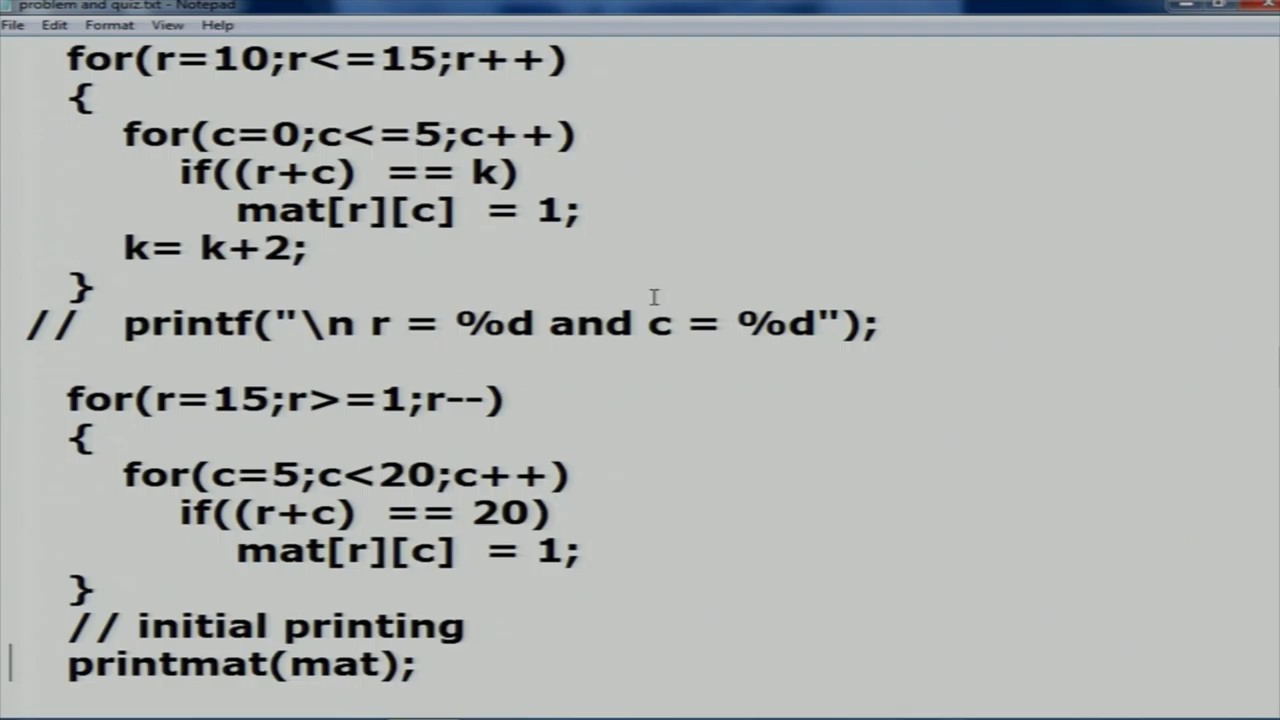 problem and quiz.txt - Notepad
File Edit Format View Help
for(r=10;r<=15;r++)
{
for(c=0;c<=5;c++)
if((r+c) == k)
mat[r][c] = 1;
k= k+2;
}
// printf("\n r = %d and c = %d");
for(r=15;r>=1;r--)
{
for(c=5;c<20;c++)
if((r+c) == 20)
mat[r][c] = 1;
}
// initial printing
printmat(mat);